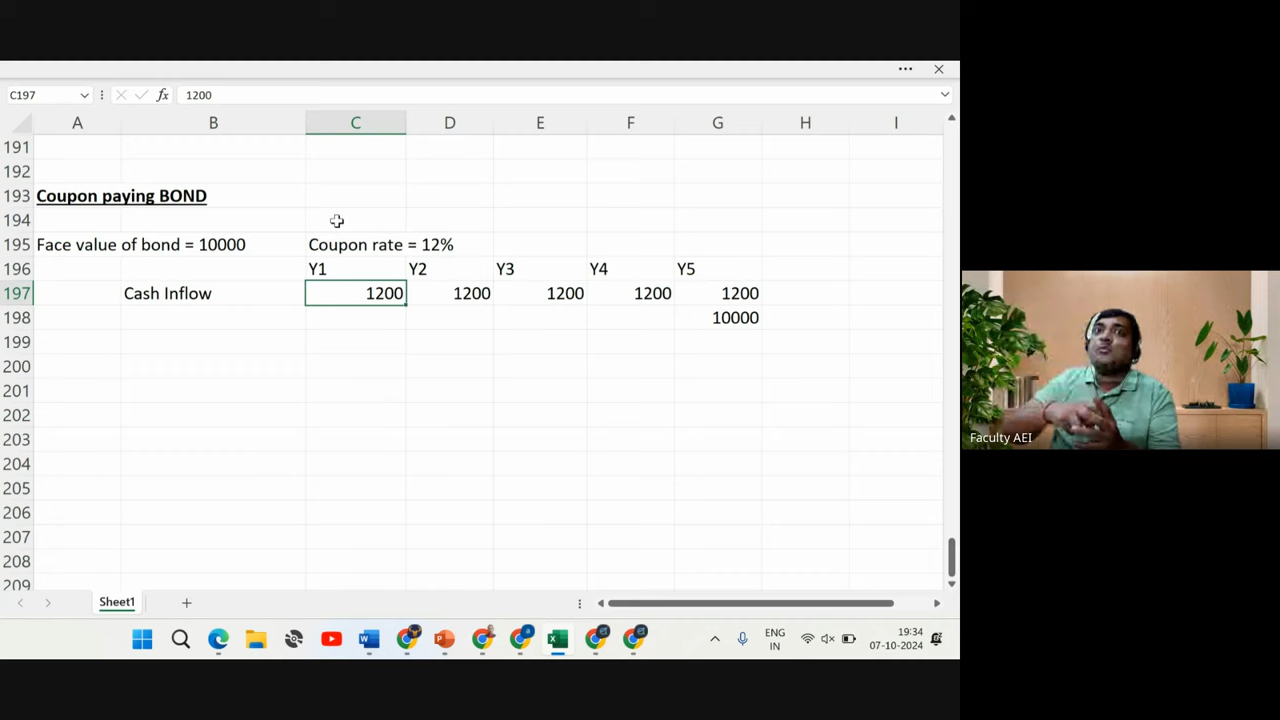 C197 fx 1200
A B C D E F G H I
191
192
193 Coupon paying BOND
194
195 Face value of bond = 10000 Coupon rate = 12%
196 Y1 Y2 Y3 Y4 Y5
197 Cash Inflow 1200 1200 1200 1200 1200
198 10000
199
200
201
202
203
204
205
206
207
208
209
Faculty AEI
Sheet1
ENG
IN
19:34
07-10-2024